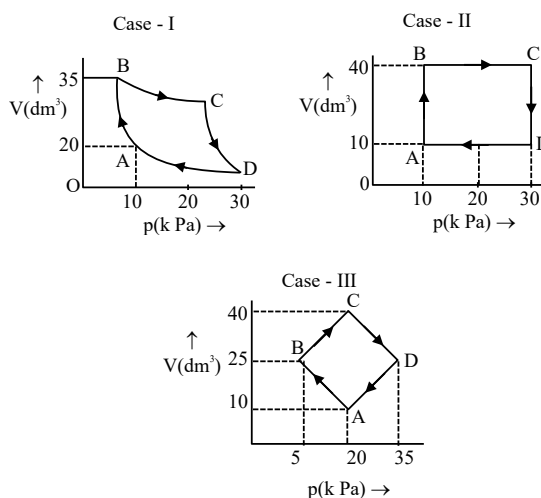 Case - I
Case - II
35
B
C
↑
V(dm³)
20
A
D
O
10 20 30
p(k Pa) →
B
C
40
↑
V(dm³)
10
A
D
0
10 20 30
p(k Pa) →
Case - III
40
C
↑
V(dm³)
25
B
D
10
A
5 20 35
p(k Pa) →